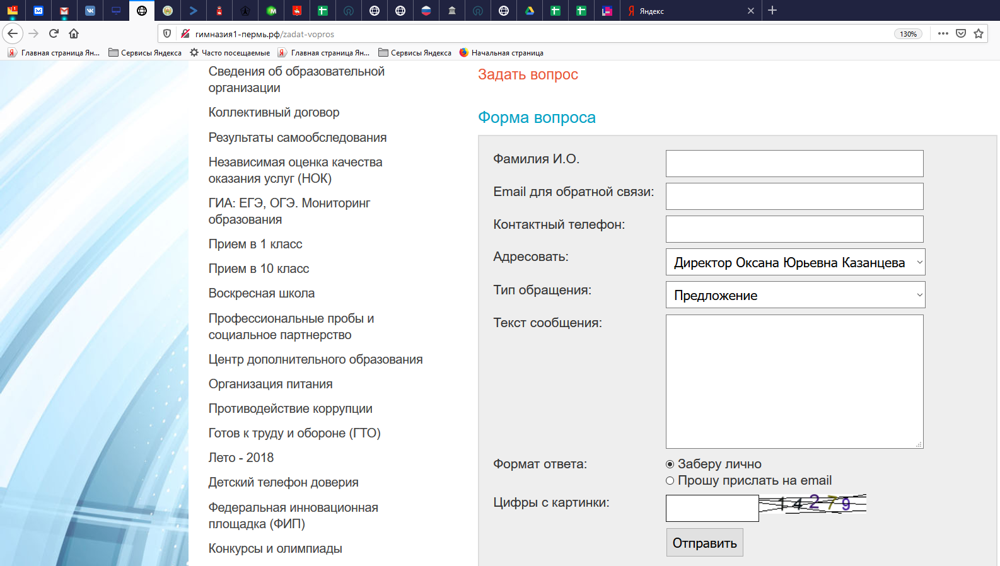 Яндекс
гимназия1-пермь.рф/zadat-vopros
130%
Главная страница Ян...
Сервисы Яндекса
Часто посещаемые
Главная страница Ян...
Сервисы Яндекса
Начальная страница
Сведения об образовательной
организации
Коллективный договор
Результаты самообследования
Независимая оценка качества
оказания услуг (НОК)
ГИА: ЕГЭ, ОГЭ. Мониторинг
образования
Прием в 1 класс
Прием в 10 класс
Воскресная школа
Профессиональные пробы и
социальное партнерство
Центр дополнительного образования
Организация питания
Противодействие коррупции
Готов к труду и обороне (ГТО)
Лето - 2018
Детский телефон доверия
Федеральная инновационная
площадка (ФИП)
Конкурсы и олимпиады
Задать вопрос
Форма вопроса
Фамилия И.О.
Email для обратной связи:
Контактный телефон:
Адресовать:
Директор Оксана Юрьевна Казанцева
Тип обращения:
Предложение
Текст сообщения:
Формат ответа:
Заберу лично
Прошу прислать на email
Цифры с картинки:
14279
Отправить